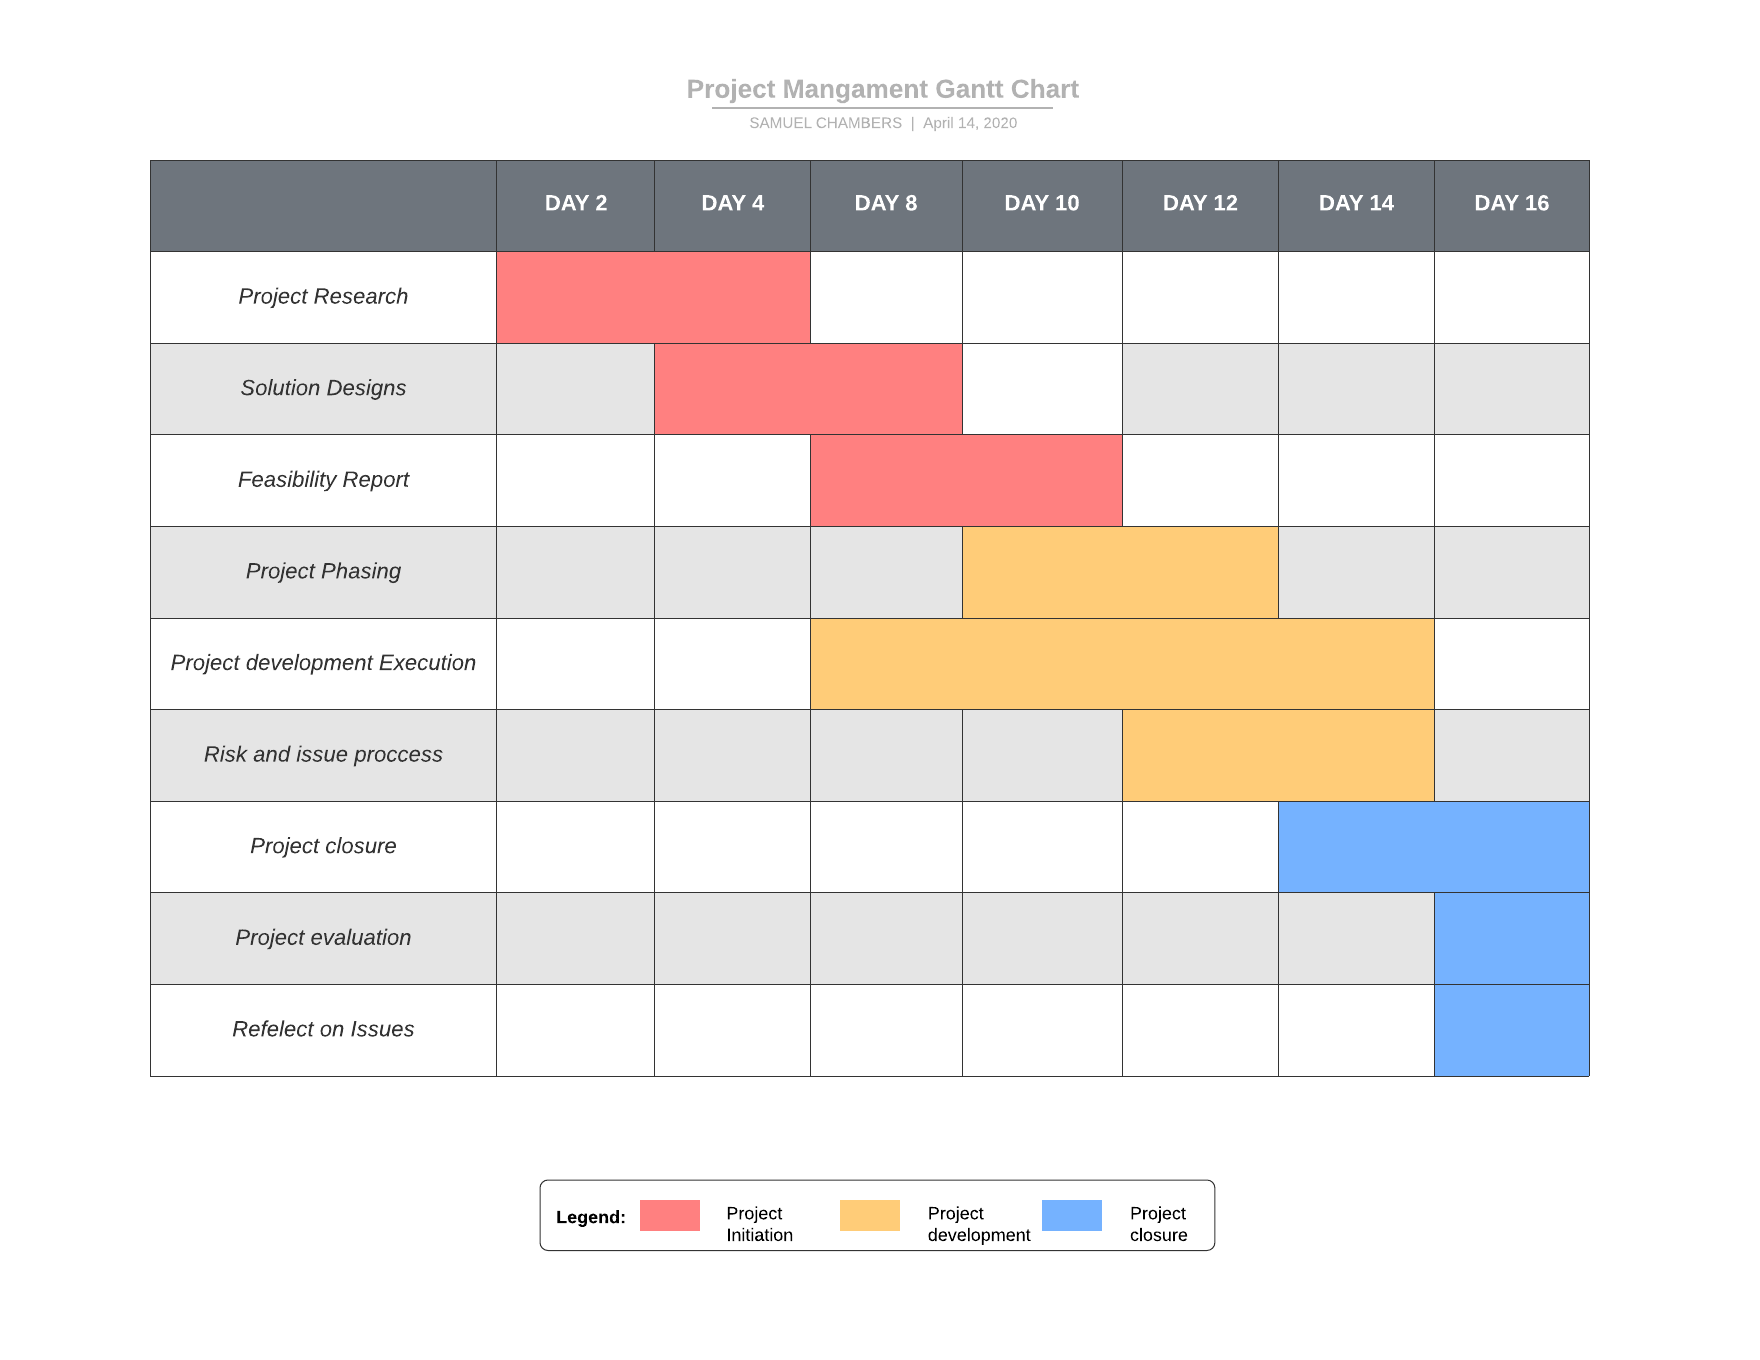 Project Mangament Gantt Chart
SAMUEL CHAMBERS | April 14, 2020
DAY 2 DAY 4 DAY 8 DAY 10 DAY 12 DAY 14 DAY 16
Project Research
Solution Designs
Feasibility Report
Project Phasing
Project development Execution
Risk and issue proccess
Project closure
Project evaluation
Refelect on Issues
Legend:
Project
Initiation
Project
development
Project
closure